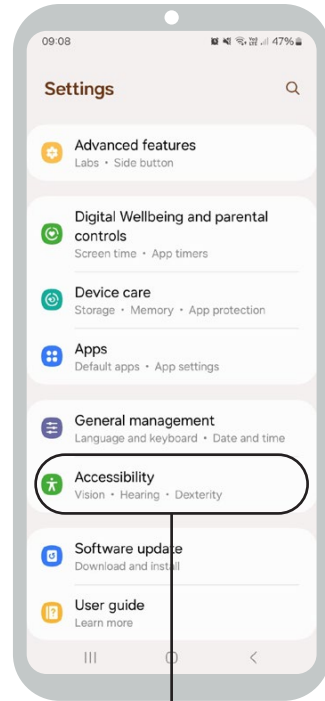 09:08
47%
Settings
Advanced features
Labs • Side button
Digital Wellbeing and parental
controls
Screen time • App timers
Device care
Storage • Memory • App protection
Apps
Default apps • App settings
General management
Language and keyboard • Date and time
Accessibility
Vision • Hearing • Dexterity
Software update
Download and install
User guide
Learn more